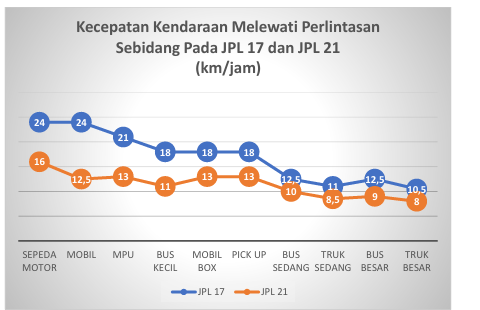 Kecepatan Kendaraan Melewati Perlintasan
Sebidang Pada JPL 17 dan JPL 21
(km/jam)
24 24 21 18 18 18 12,5 11 12,5 10,5
16 12,5 13 11 13 13 10 8,5 9 8
SEPEDA MOTOR
MOBIL
MPU
BUS KECIL
MOBIL BOX
PICK UP
BUS SEDANG
TRUK SEDANG
BUS BESAR
TRUK BESAR
JPL 17 JPL 21